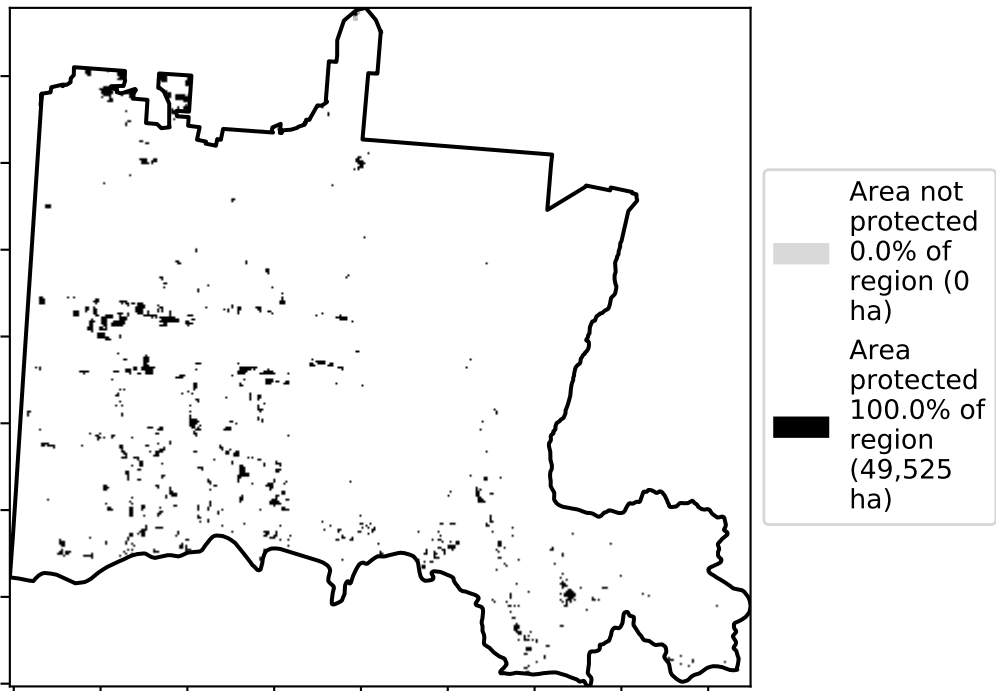 Area not
protected
0.0% of
region (0
ha)
Area
protected
100.0% of
region
(49,525
ha)